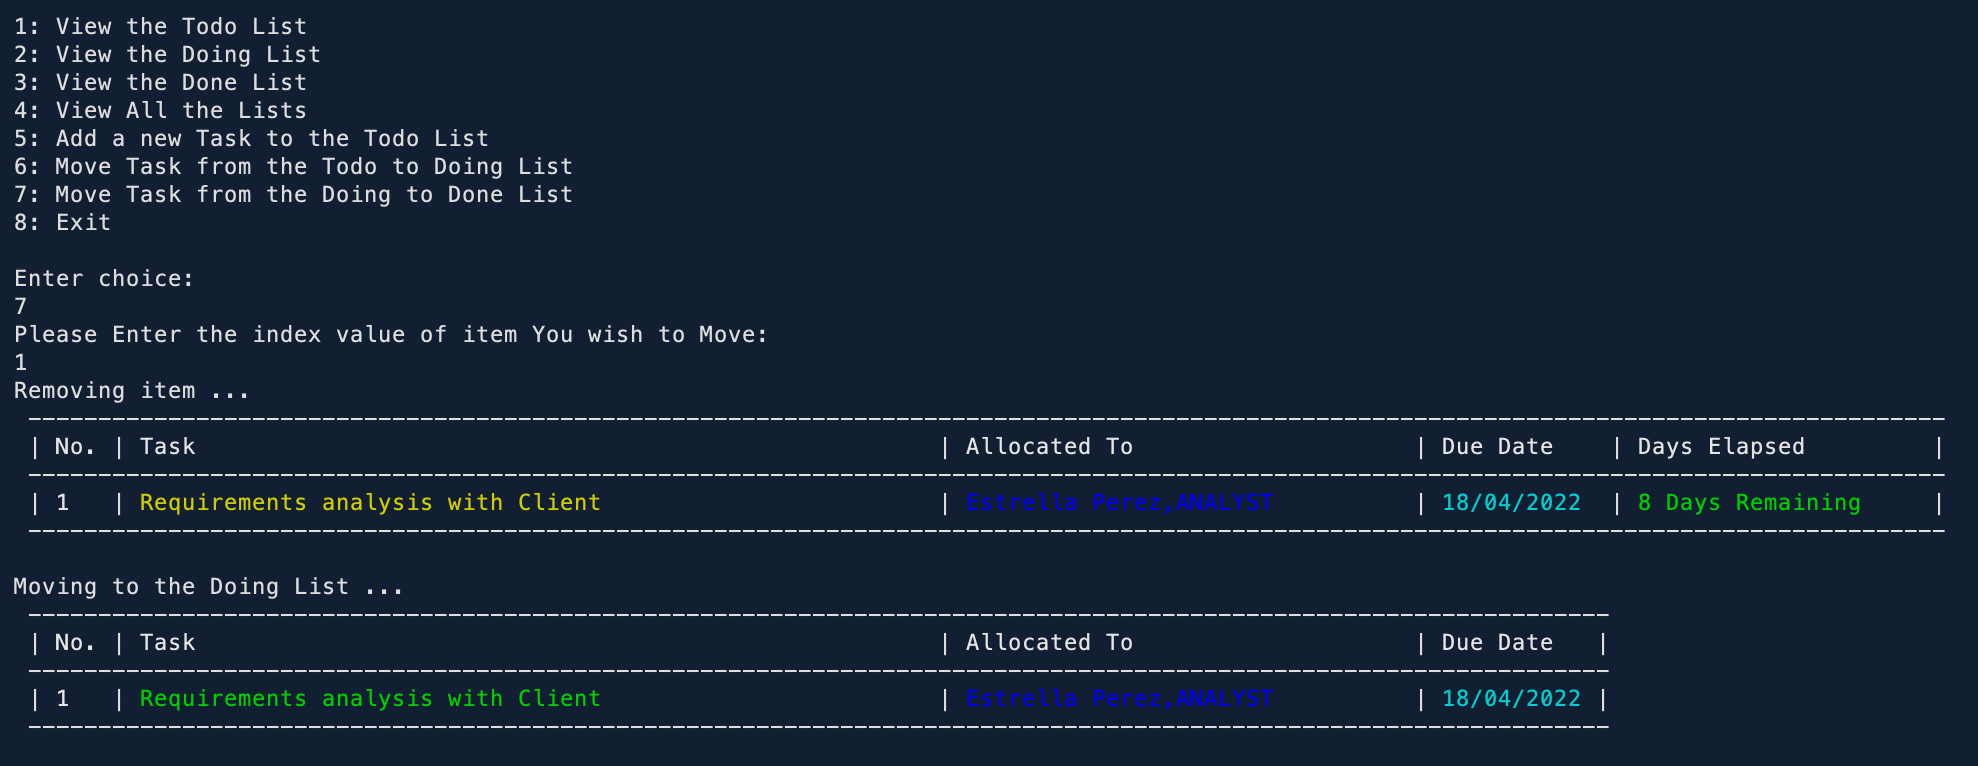 1: View the Todo List
2: View the Doing List
3: View the Done List
4: View All the Lists
5: Add a new Task to the Todo List
6: Move Task from the Todo to Doing List
7: Move Task from the Doing to Done List
8: Exit
Enter choice:
7
Please Enter the index value of item You wish to Move:
1
Removing item ...
| No. | Task | Allocated To | Due Date | Days Elapsed |
| 1 | Requirements analysis with Client | Estrella Perez,ANALYST | 18/04/2022 | 8 Days Remaining |
Moving to the Doing List ...
| No. | Task | Allocated To | Due Date |
| 1 | Requirements analysis with Client | Estrella Perez,ANALYST | 18/04/2022 |